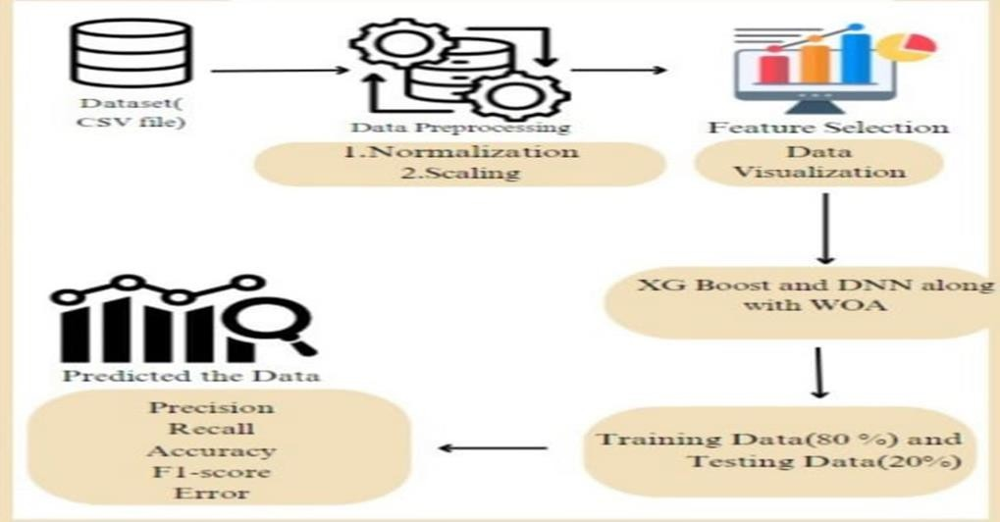 Dataset(
CSV file)
Data Preprocessing
1.Normalization
2.Scaling
Feature Selection
Data
Visualization
XG Boost and DNN along
with WOA
Training Data(80 %) and
Testing Data(20%)
Predicted the Data
Precision
Recall
Accuracy
F1-score
Error